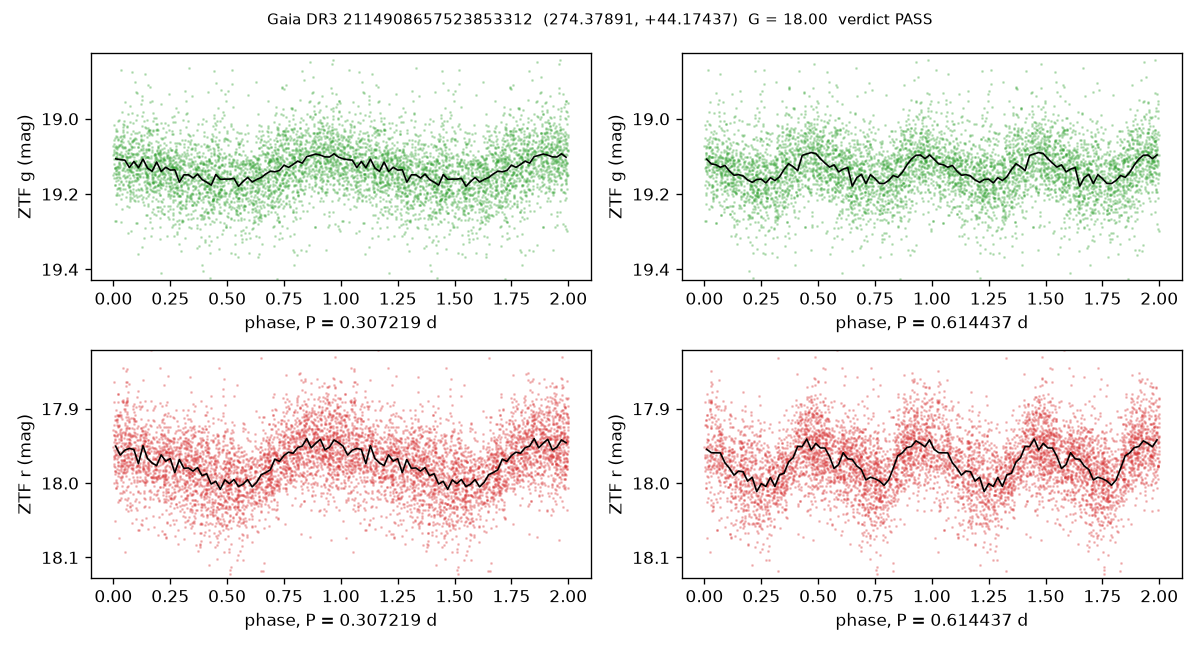 Gaia DR3 2114908657523853312 (274.37891, +44.17437) G = 18.00 verdict PASS
ZTF g (mag)
19.0
19.2
19.4
0.00 0.25 0.50 0.75 1.00 1.25 1.50 1.75 2.00
phase, P = 0.307219 d
ZTF g (mag)
19.0
19.2
19.4
0.00 0.25 0.50 0.75 1.00 1.25 1.50 1.75 2.00
phase, P = 0.614437 d
ZTF r (mag)
17.9
18.0
18.1
0.00 0.25 0.50 0.75 1.00 1.25 1.50 1.75 2.00
phase, P = 0.307219 d
ZTF r (mag)
17.9
18.0
18.1
0.00 0.25 0.50 0.75 1.00 1.25 1.50 1.75 2.00
phase, P = 0.614437 d